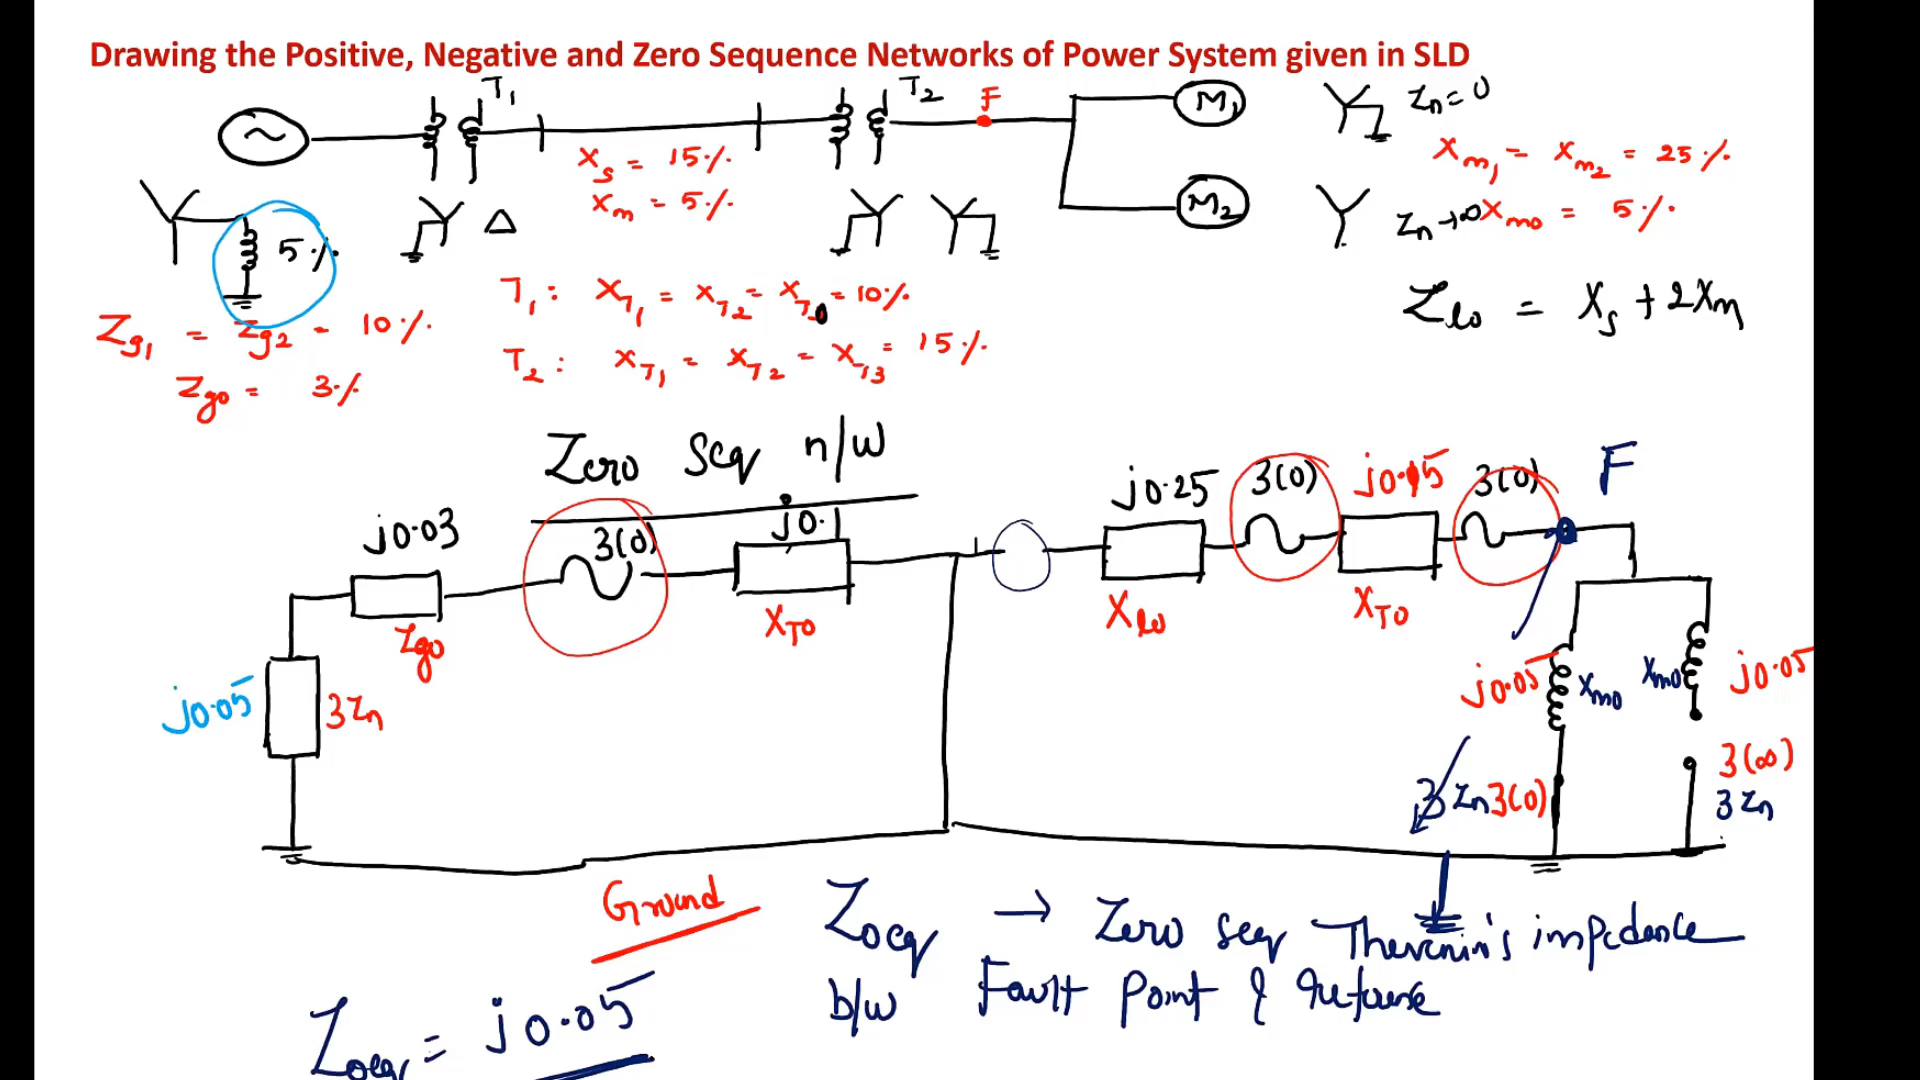 Drawing the Positive, Negative and Zero Sequence Networks of Power System given in SLD
T1 T2 F M1 Zn = 0
Xs = 15·/. Xm1 = Xm2 = 25·/.
Xm = 5·/. M2 Zn→∞ Xmo = 5·/.
5·/. Δ
T1 : XT1 = XT2 = XT0 = 10·/. Zlo = Xs + 2Xm
Zg1 = Zg2 = 10·/.
T2 : XT1 = XT2 = XT3 = 15·/.
Zgo = 3·/.
Zero Seq n/w
j0.03 3(0) j0.1 j0.25 3(0) j0.15 3(0) F
Zgo XTO Xlo XTO
j0.05 3Zn j0.05 Xmo Xmo j0.05
3Zn 3(0) 3(∞)
3Zn
Ground
Zoeq → Zero seq Thevenin's impedance
b/w Fault Point &
Zoeq = j0.05